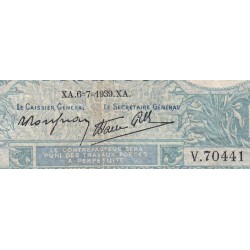 XA.6-7-1939.XA.
LE CAISSIER GÉNÉRAL LE SECRÉTAIRE GÉNÉRAL
V.70441
LE CONTREFACTEUR SERA
PUNI DES TRAVAUX FORCÉS
À PERPÉTUITÉ